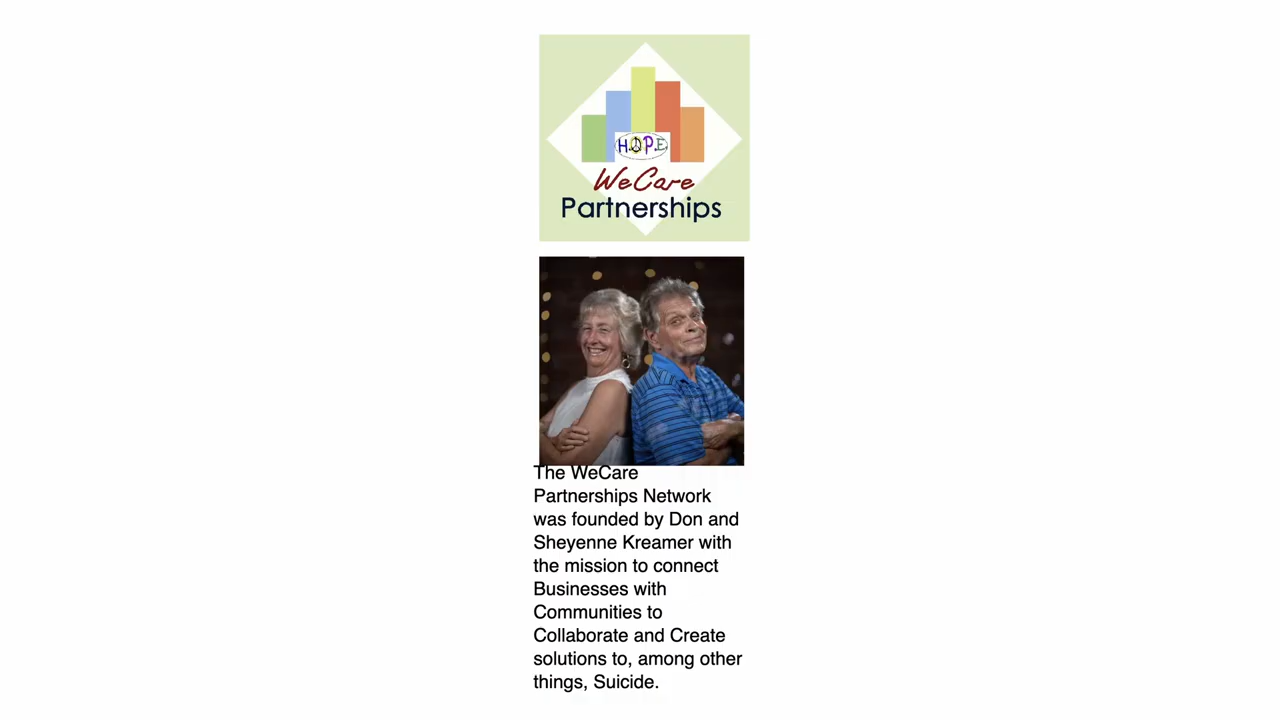 H.O.P.E.
WeCare
Partnerships
The WeCare
Partnerships Network
was founded by Don and
Sheyenne Kreamer with
the mission to connect
Businesses with
Communities to
Collaborate and Create
solutions to, among other
things, Suicide.